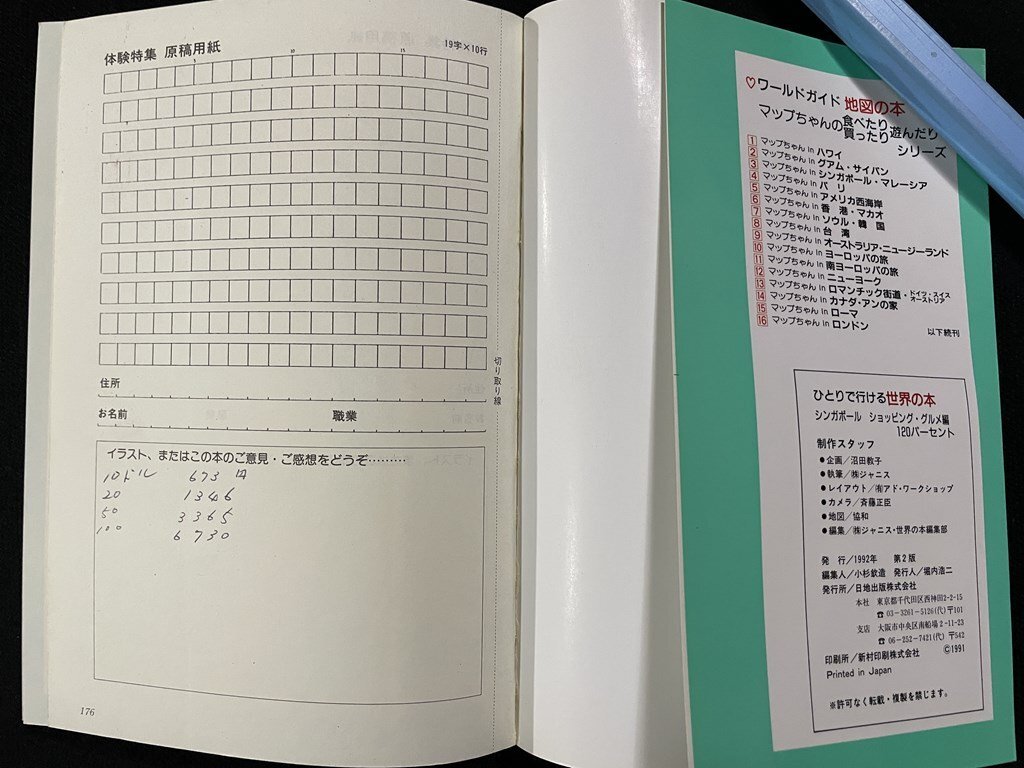 体験特集 原稿用紙
19字×10行
5
10
15
切り取り線
住所
お名前
職業
イラスト、またはこの本のご意見・ご感想をどうぞ………
10ドル 673 円
20 1346
50 3365
100 6730
176
♡ワールドガイド 地図の本
マップちゃんの食べたり買ったり遊んだりシリーズ
1 マップちゃん in ハワイ
2 マップちゃん in グアム・サイパン
3 マップちゃん in シンガポール・マレーシア
4 マップちゃん in パリ
5 マップちゃん in アメリカ西海岸
6 マップちゃん in 香港・マカオ
7 マップちゃん in ソウル・韓国
8 マップちゃん in 台湾
9 マップちゃん in オーストラリア・ニュージーランド
10 マップちゃん in ヨーロッパの旅
11 マップちゃん in 南ヨーロッパの旅
12 マップちゃん in ニューヨーク
13 マップちゃん in ロマンチック街道・ドイツ・スイス オーストリア
14 マップちゃん in カナダ・アンの家
15 マップちゃん in ローマ
16 マップちゃん in ロンドン
以下続刊
ひとりで行ける世界の本
シンガポール ショッピング・グルメ編
120パーセント
制作スタッフ
●企画/沼田教子
●執筆/㈱ジャニス
●レイアウト/㈲アド・ワークショップ
●カメラ/斉藤正臣
●地図/協和
●編集/㈱ジャニス・世界の本編集部
発 行/1992年 第2版
編集人/小杉欽造 発行人/堀内浩二
発行所/日地出版株式会社
本社 東京都千代田区西神田2-2-15
☎ 03-3261-5126(代) 〒101
支店 大阪市中央区南船場2-11-23
☎ 06-252-7421(代) 〒542
印刷所/新村印刷株式会社 ©1991
Printed in Japan
※許可なく転載・複製を禁じます。